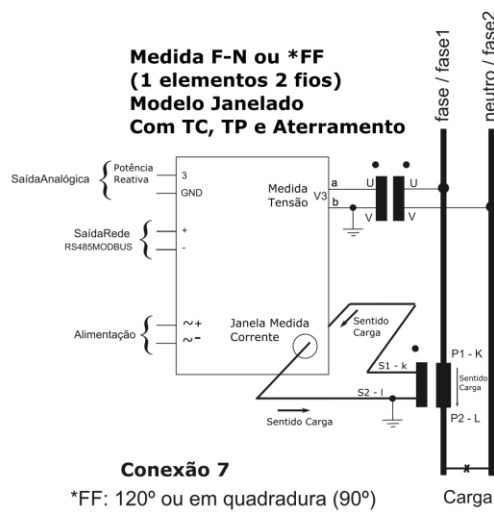 Medida F-N ou *FF
(1 elementos 2 fios)
Modelo Janelado
Com TC, TP e Aterramento
fase / fase1
neutro / fase2
SaídaAnalógica
Potência
Reativa
3
GND
Medida
Tensão
V3
a
b
U
U
V
V
SaídaRede
RS485MODBUS
+
-
Alimentação
~+
~-
Janela Medida
Corrente
Sentido
Carga
S1 - k
S2 - l
Sentido Carga
P1 - K
Sentido
Carga
P2 - L
Conexão 7
*FF: 120º ou em quadratura (90º)
Carga